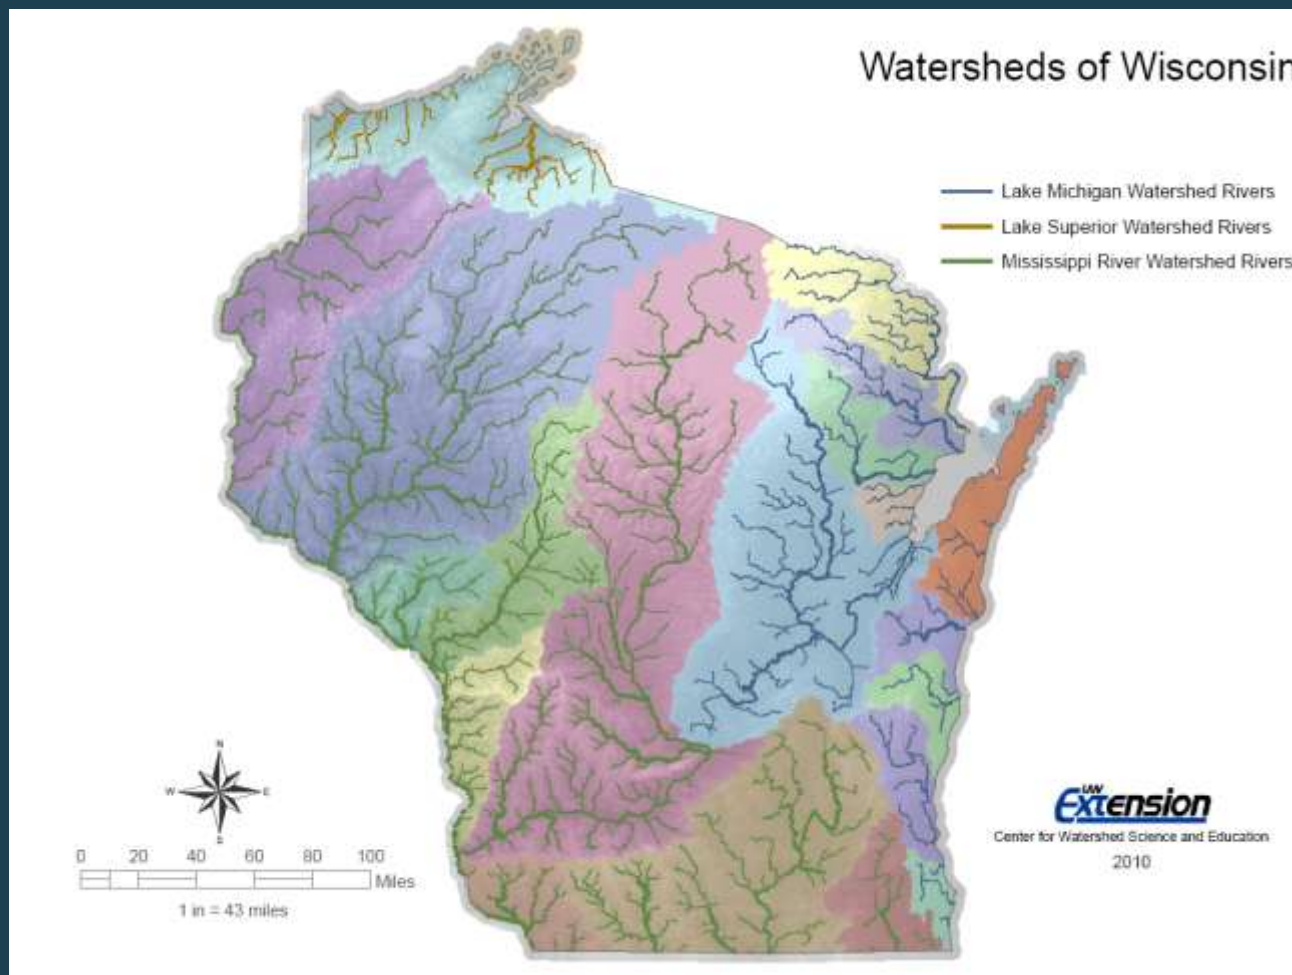 Watersheds of Wisconsin
Lake Michigan Watershed Rivers
Lake Superior Watershed Rivers
Mississippi River Watershed Rivers
N
W E
S
0 20 40 60 80 100
Miles
1 in = 43 miles
UW
Extension
Center for Watershed Science and Education
2010